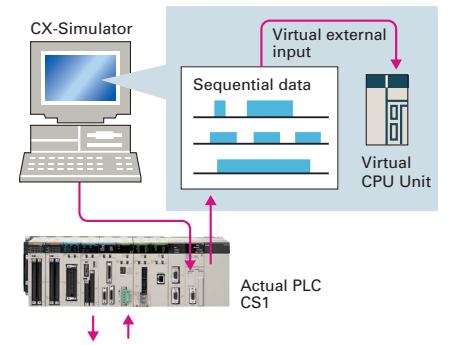 CX-Simulator
Virtual external
input
Sequential data
Virtual
CPU Unit
Actual PLC
CS1